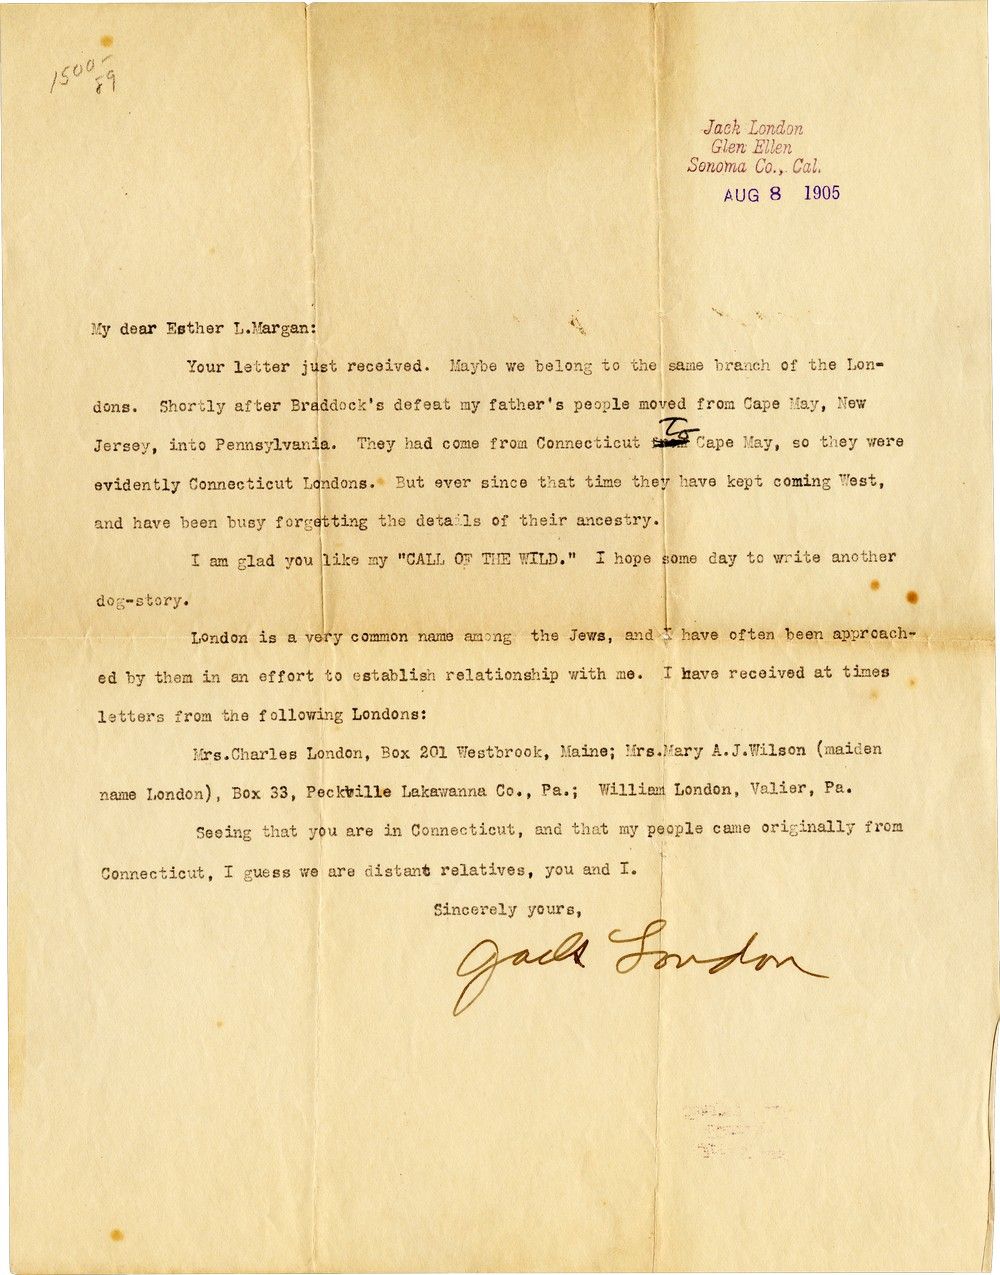 1500-
89
Jack London
Glen Ellen
Sonoma Co., Cal.
AUG 8 1905
My dear Esther L.Margan:
Your letter just received. Maybe we belong to the same branch of the Lon-
dons. Shortly after Braddock's defeat my father's people moved from Cape May, New
Jersey, into Pennsylvania. They had come from Connecticut To Cape May, so they were
evidently Connecticut Londons. But ever since that time they have kept coming West,
and have been busy forgetting the details of their ancestry.
I am glad you like my "CALL OF THE WILD." I hope some day to write another
dog-story.
London is a very common name among the Jews, and I have often been approach-
ed by them in an effort to establish relationship with me. I have received at times
letters from the following Londons:
Mrs.Charles London, Box 201 Westbrook, Maine; Mrs.Mary A.J.Wilson (maiden
name London), Box 33, Peckville Lakawanna Co., Pa.; William London, Valier, Pa.
Seeing that you are in Connecticut, and that my people came originally from
Connecticut, I guess we are distant relatives, you and I.
Sincerely yours,
Jack London